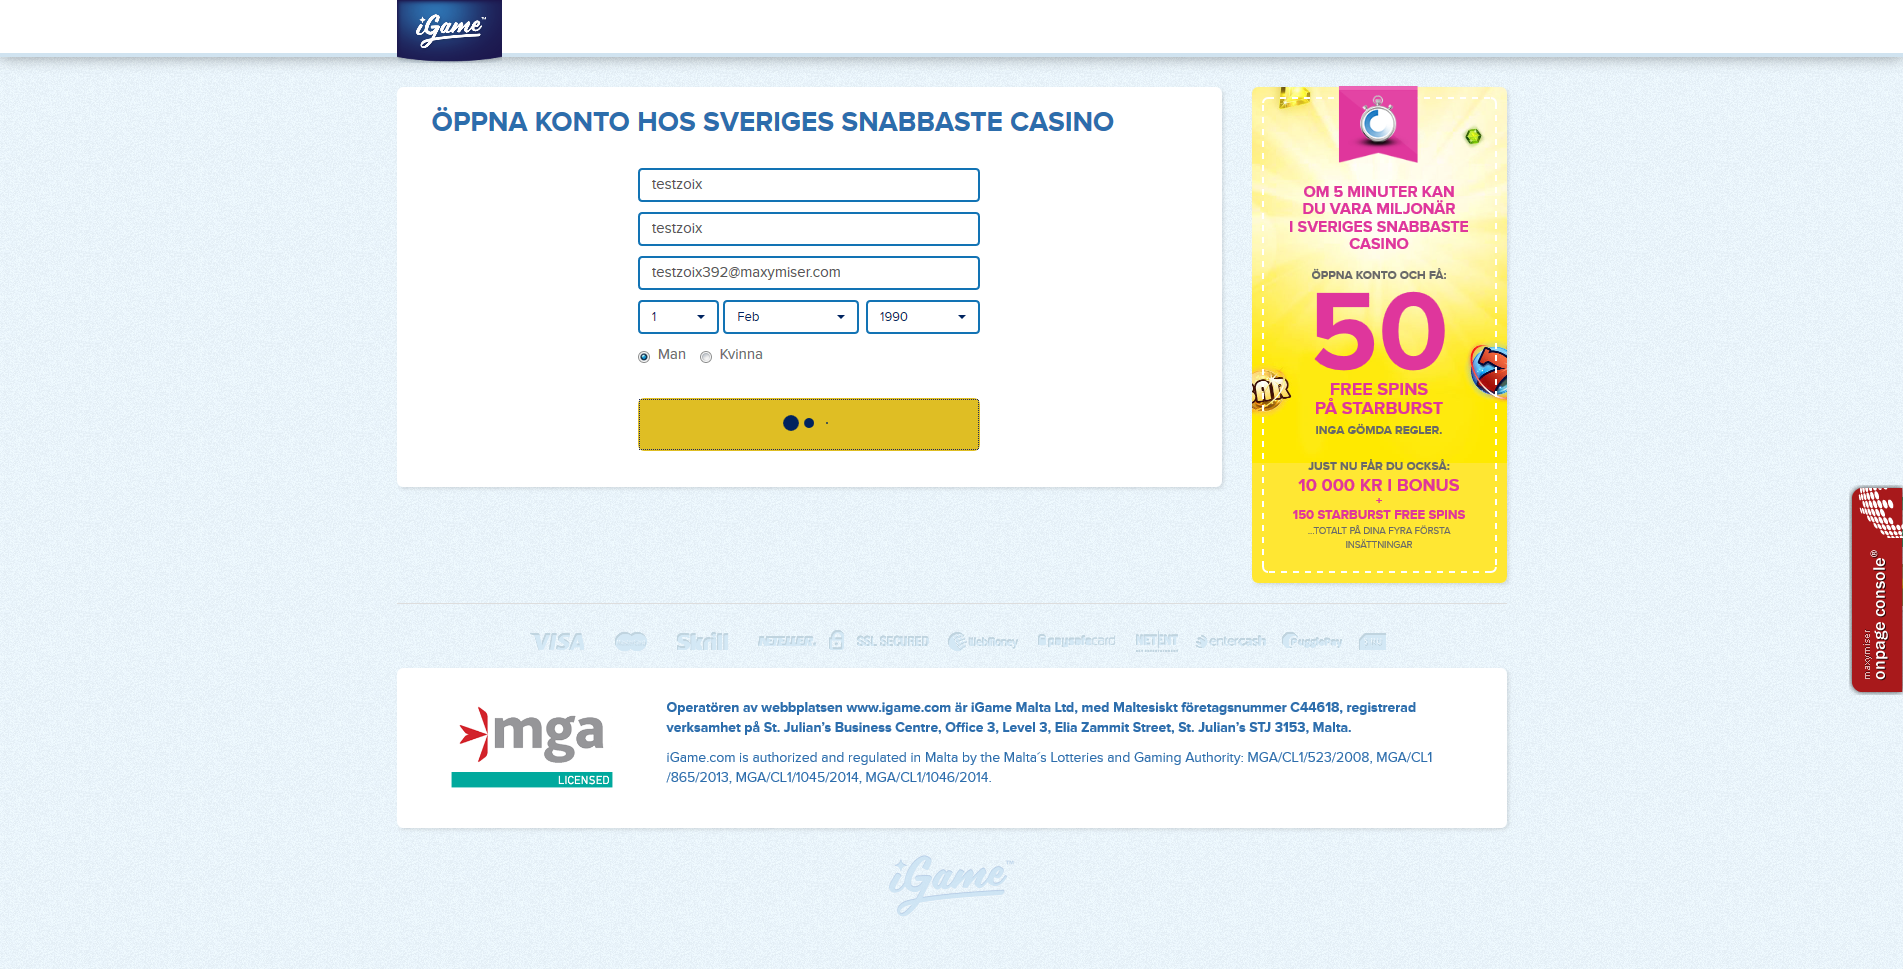 iGame™
ÖPPNA KONTO HOS SVERIGES SNABBASTE CASINO
testzoix
testzoix
testzoix392@maxymiser.com
1 Feb 1990
Man Kvinna
OM 5 MINUTER KAN
DU VARA MILJONÄR
I SVERIGES SNABBASTE
CASINO
ÖPPNA KONTO OCH FÅ:
50
FREE SPINS
PÅ STARBURST
INGA GÖMDA REGLER.
JUST NU FÅR DU OCKSÅ:
10 000 KR I BONUS
+
150 STARBURST FREE SPINS
...TOTALT PÅ DINA FYRA FÖRSTA
INSÄTTNINGAR
BAR
7
maxymiser
onpage console®
VISA Skrill NETELLER SSL SECURED WebMoney paysafecard NETENT entercash PugglePay
mga
LICENSED
Operatören av webbplatsen www.igame.com är iGame Malta Ltd, med Maltesiskt företagsnummer C44618, registrerad
verksamhet på St. Julian’s Business Centre, Office 3, Level 3, Elia Zammit Street, St. Julian’s STJ 3153, Malta.
iGame.com is authorized and regulated in Malta by the Malta´s Lotteries and Gaming Authority: MGA/CL1/523/2008, MGA/CL1
/865/2013, MGA/CL1/1045/2014, MGA/CL1/1046/2014.
iGame™